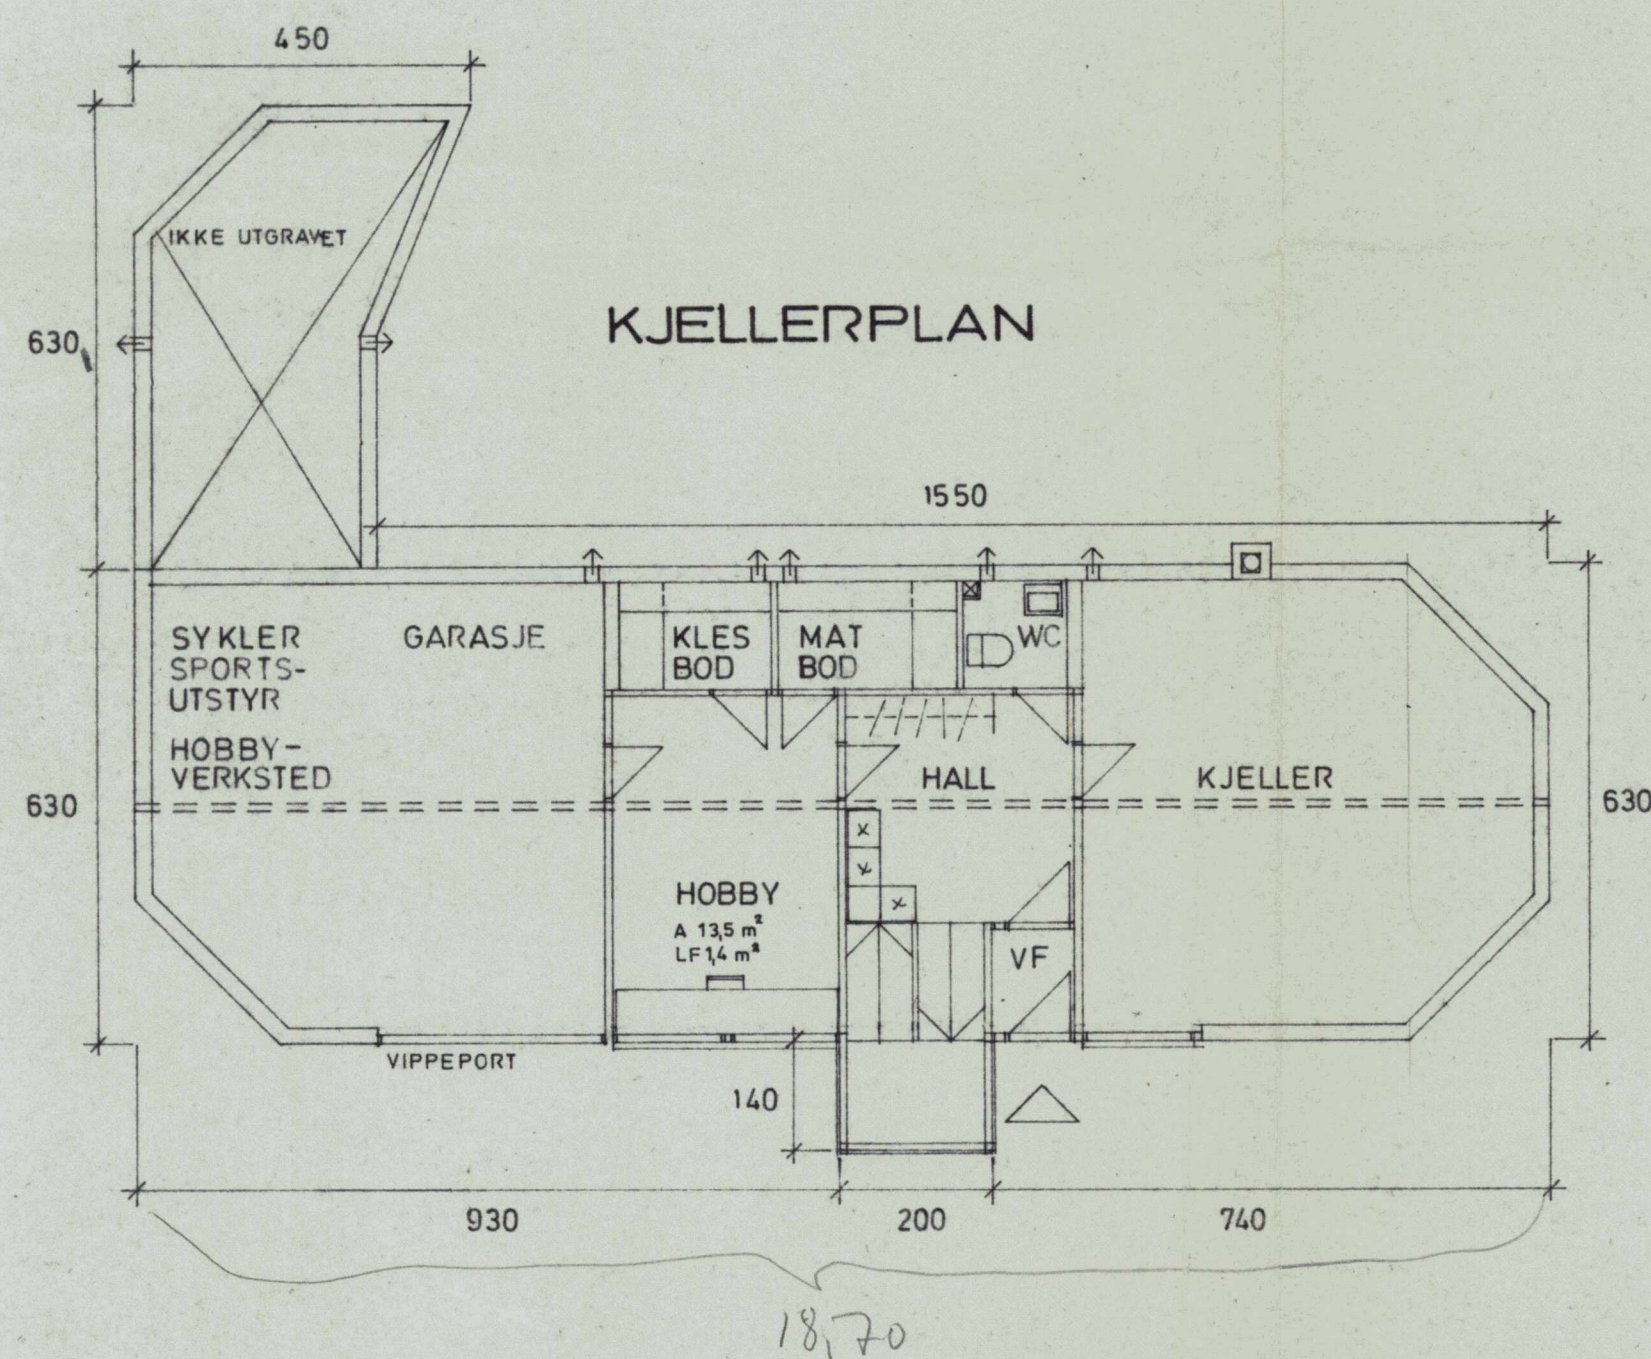 450
IKKE UTGRAVET
630
KJELLERPLAN
1550
SYKLER
SPORTS-
UTSTYR
HOBBY-
VERKSTED
GARASJE
KLES
BOD
MAT
BOD
WC
HALL
KJELLER
630
630
x
x
x
HOBBY
A 13,5 m²
LF 1,4 m²
VF
VIPPEPORT
140
930
200
740
18,70